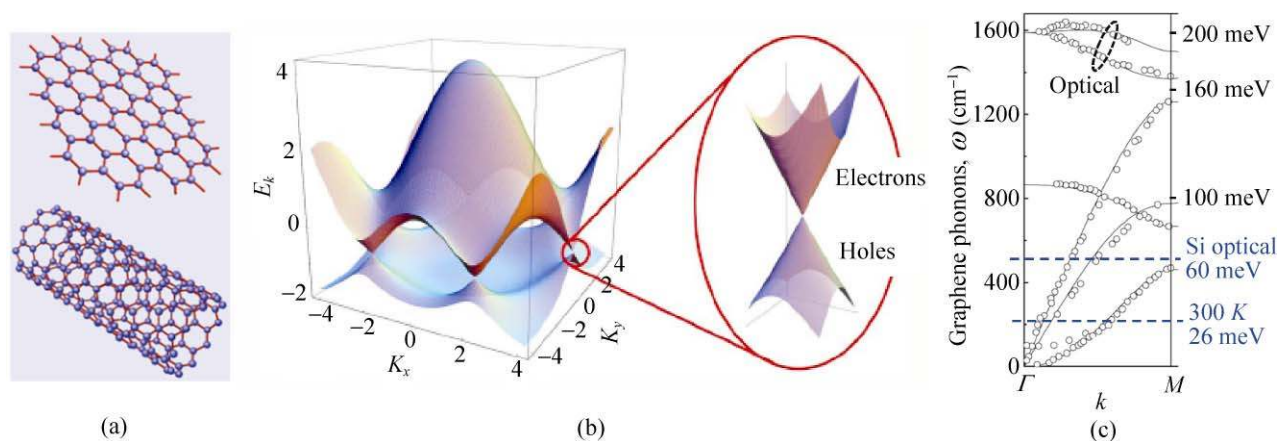 4
2
0
−2
E_k
−4
−2
0
2
4
K_x
4
2
0
−2
−4
K_y
Electrons
Holes
1600
1200
800
400
0
Graphene phonons, ω (cm⁻¹)
Optical
200 meV
160 meV
100 meV
Si optical
60 meV
300 K
26 meV
Γ
M
k
(a)
(b)
(c)